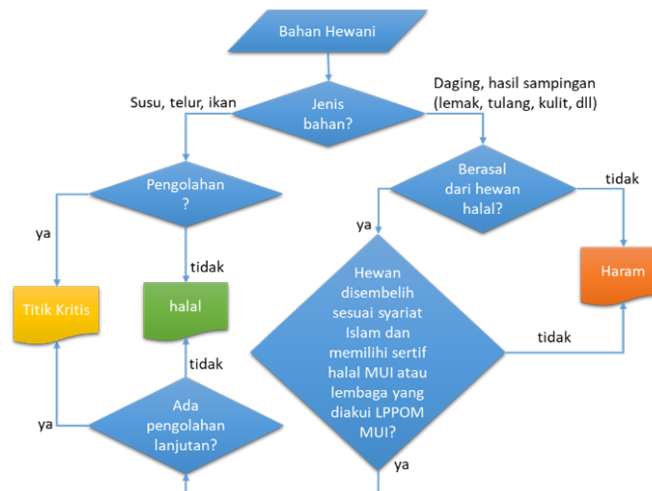 Bahan Hewani
Susu, telur, ikan
Jenis
bahan?
Daging, hasil sampingan
(lemak, tulang, kulit, dll)
Pengolahan
?
Berasal
dari hewan
halal?
tidak
ya
ya
tidak
Titik Kritis
halal
Hewan
disembelih
sesuai syariat
Islam dan
memilihi sertif
halal MUI atau
lembaga yang
diakui LPPOM
MUI?
Haram
tidak
tidak
Ada
pengolahan
lanjutan?
ya
ya